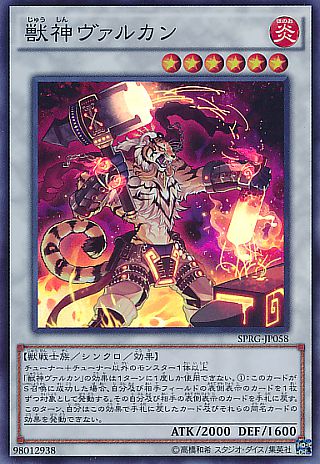 じゅう しん
獣神ヴァルカン
ほのお
炎
SPRG-JP058
【獣戦士族／シンクロ／効果】
チューナー＋チューナー以外のモンスター1体以上
「獣神ヴァルカン」の効果は1ターンに1度しか使用できない。①：このカードが
S召喚に成功した場合、自分及び相手フィールドの表側表示のカードを1枚
ずつ対象として発動する。その自分及び相手の表側表示のカードを手札に戻す。
このターン、自分はこの効果で手札に戻したカード及びそれらの同名カードの
効果を発動できない。
ATK/2000 DEF/1600
98012938
©高橋和希 スタジオ・ダイス/集英社